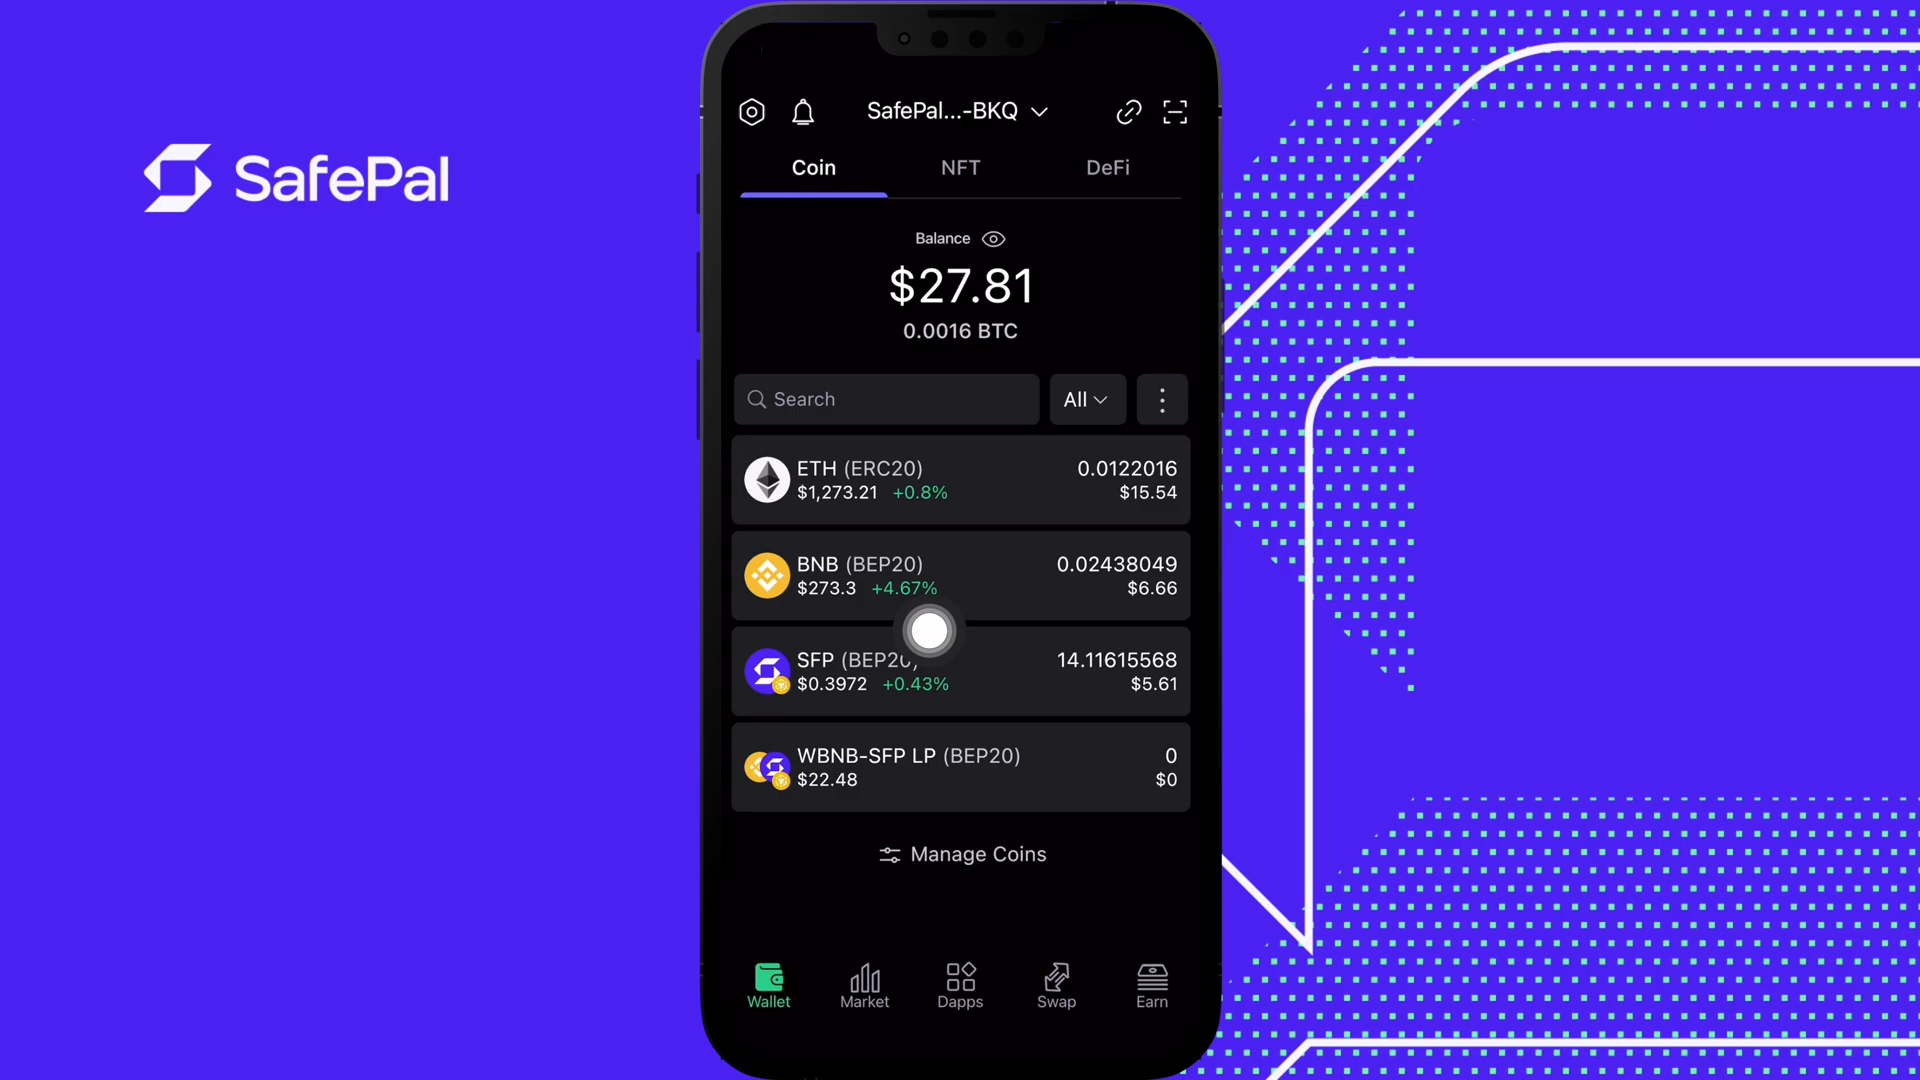 SafePal
SafePal...-BKQ
Coin NFT DeFi
Balance
$27.81
0.0016 BTC
Search All
ETH (ERC20) 0.0122016
$1,273.21 +0.8% $15.54
BNB (BEP20) 0.02438049
$273.3 +4.67% $6.66
SFP (BEP20) 14.11615568
$0.3972 +0.43% $5.61
WBNB-SFP LP (BEP20) 0
$22.48 $0
Manage Coins
Wallet Market Dapps Swap Earn